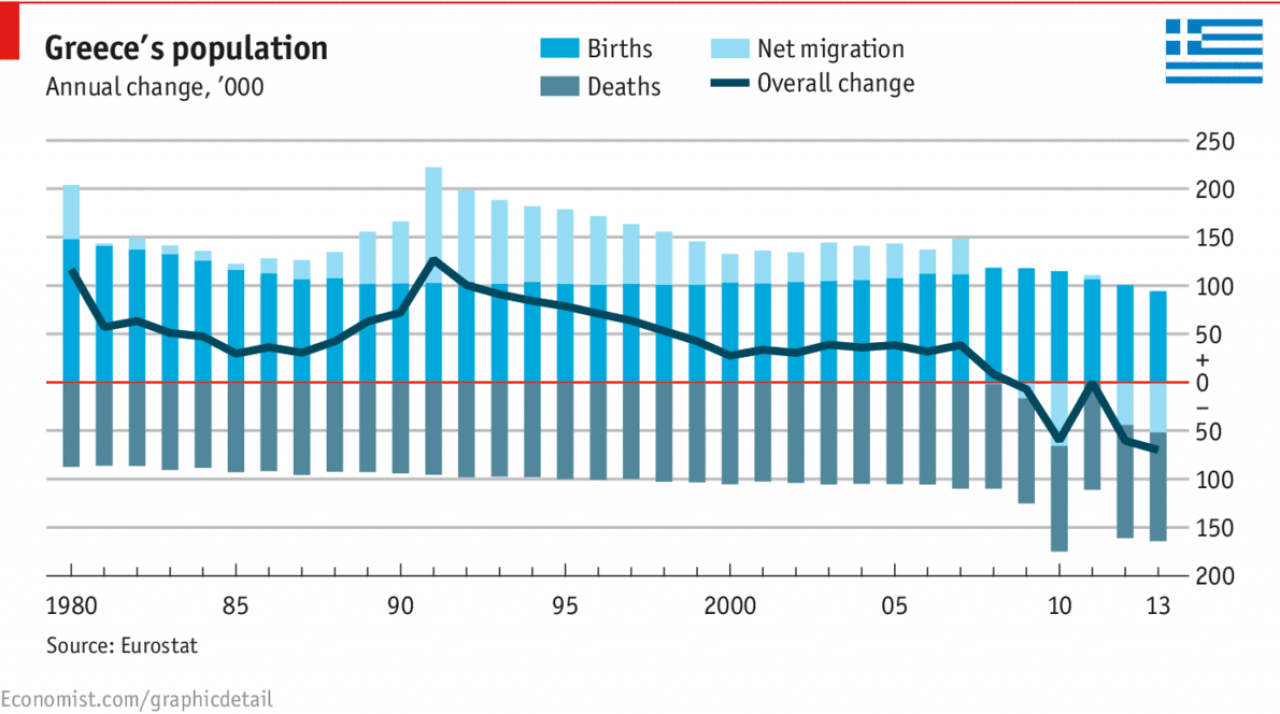 Greece's population
Annual change, ’000
Births
Deaths
Net migration
Overall change
250
200
150
100
50
+
0
–
50
100
150
200
1980 85 90 95 2000 05 10 13
Source: Eurostat
Economist.com/graphicdetail